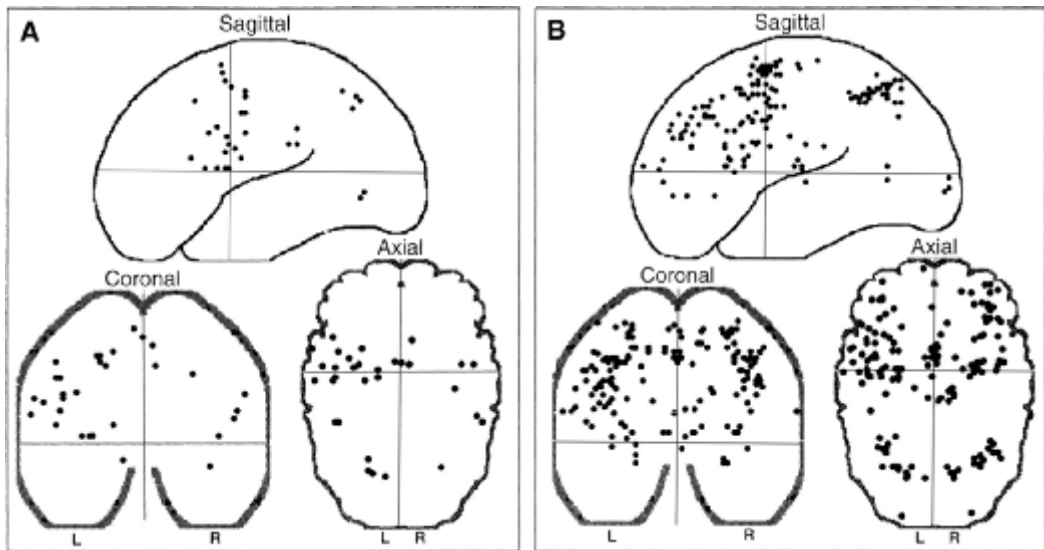 A
Sagittal
Coronal
Axial
L
R
L R
B
Sagittal
Coronal
Axial
L
R
L R